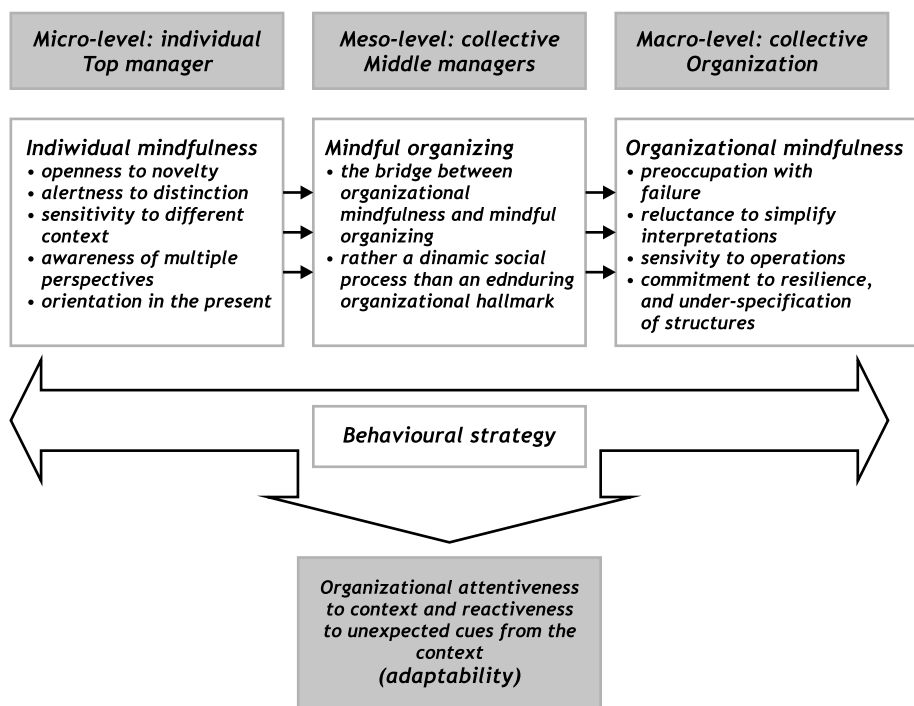 Micro-level: individual
Top manager
Meso-level: collective
Middle managers
Macro-level: collective
Organization
Indiwidual mindfulness
• openness to novelty
• alertness to distinction
• sensitivity to different
context
• awareness of multiple
perspectives
• orientation in the present
Mindful organizing
• the bridge between
organizational
mindfulness and mindful
organizing
• rather a dinamic social
process than an ednduring
organizational hallmark
Organizational mindfulness
• preoccupation with
failure
• reluctance to simplify
interpretations
• sensivity to operations
• commitment to resilience,
and under-specification
of structures
Behavioural strategy
Organizational attentiveness
to context and reactiveness
to unexpected cues from the
context
(adaptability)